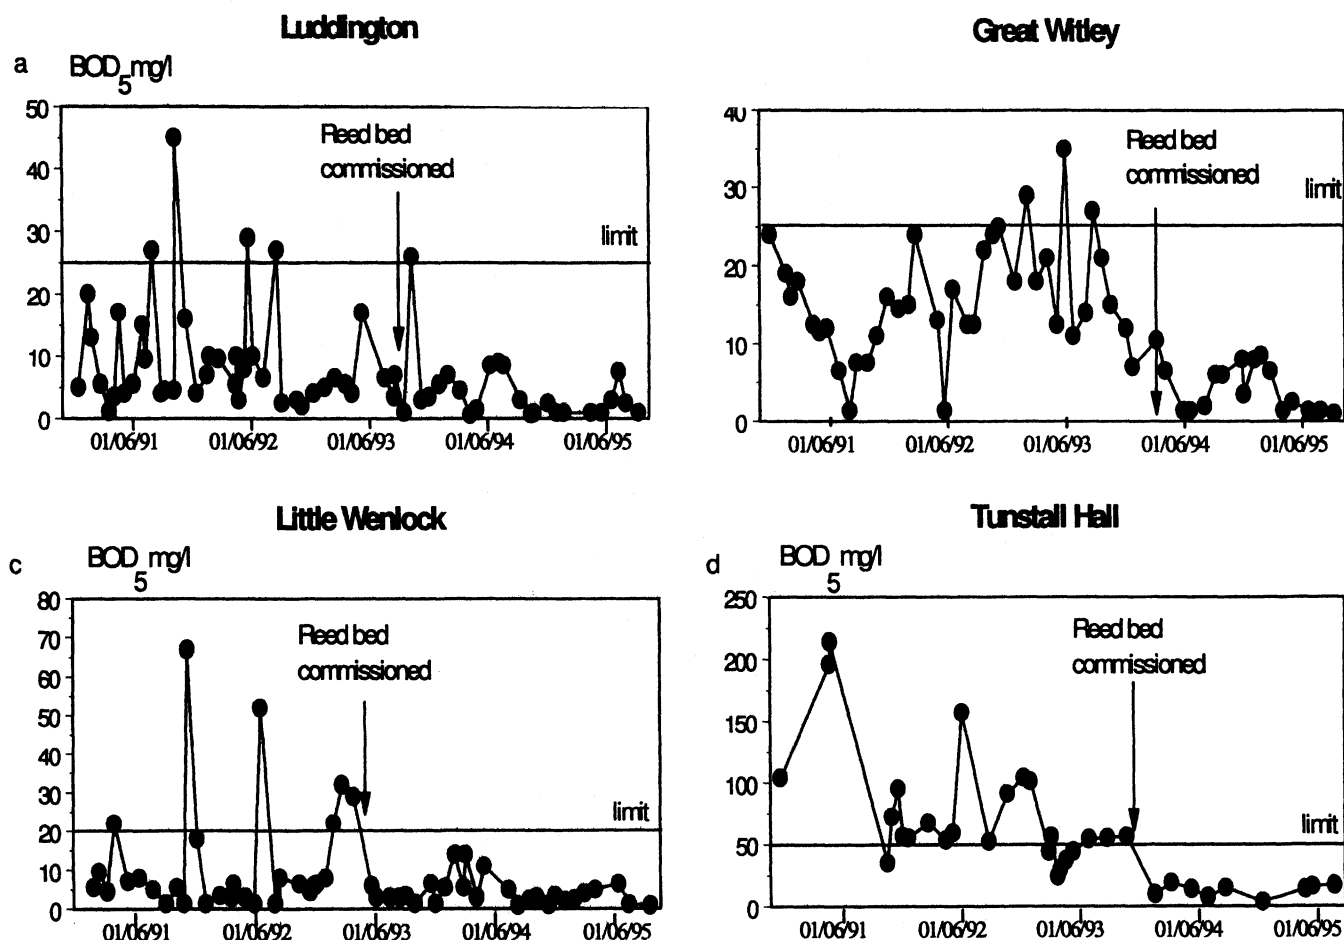 Luddington
a BOD5 mg/l
50
40
30
20
10
0
Reed bed
commissioned
limit
01/06/91 01/06/92 01/06/93 01/06/94 01/06/95
Great Witley
40
30
20
10
0
Reed bed
commissioned
limit
01/06/91 01/06/92 01/06/93 01/06/94 01/06/95
Little Wenlock
c BOD5 mg/l
80
70
60
50
40
30
20
10
0
Reed bed
commissioned
limit
01/06/91 01/06/92 01/06/93 01/06/94 01/06/95
Tunstall Hall
d BOD5 mg/l
250
200
150
100
50
0
Reed bed
commissioned
limit
01/06/91 01/06/92 01/06/93 01/06/94 01/06/95